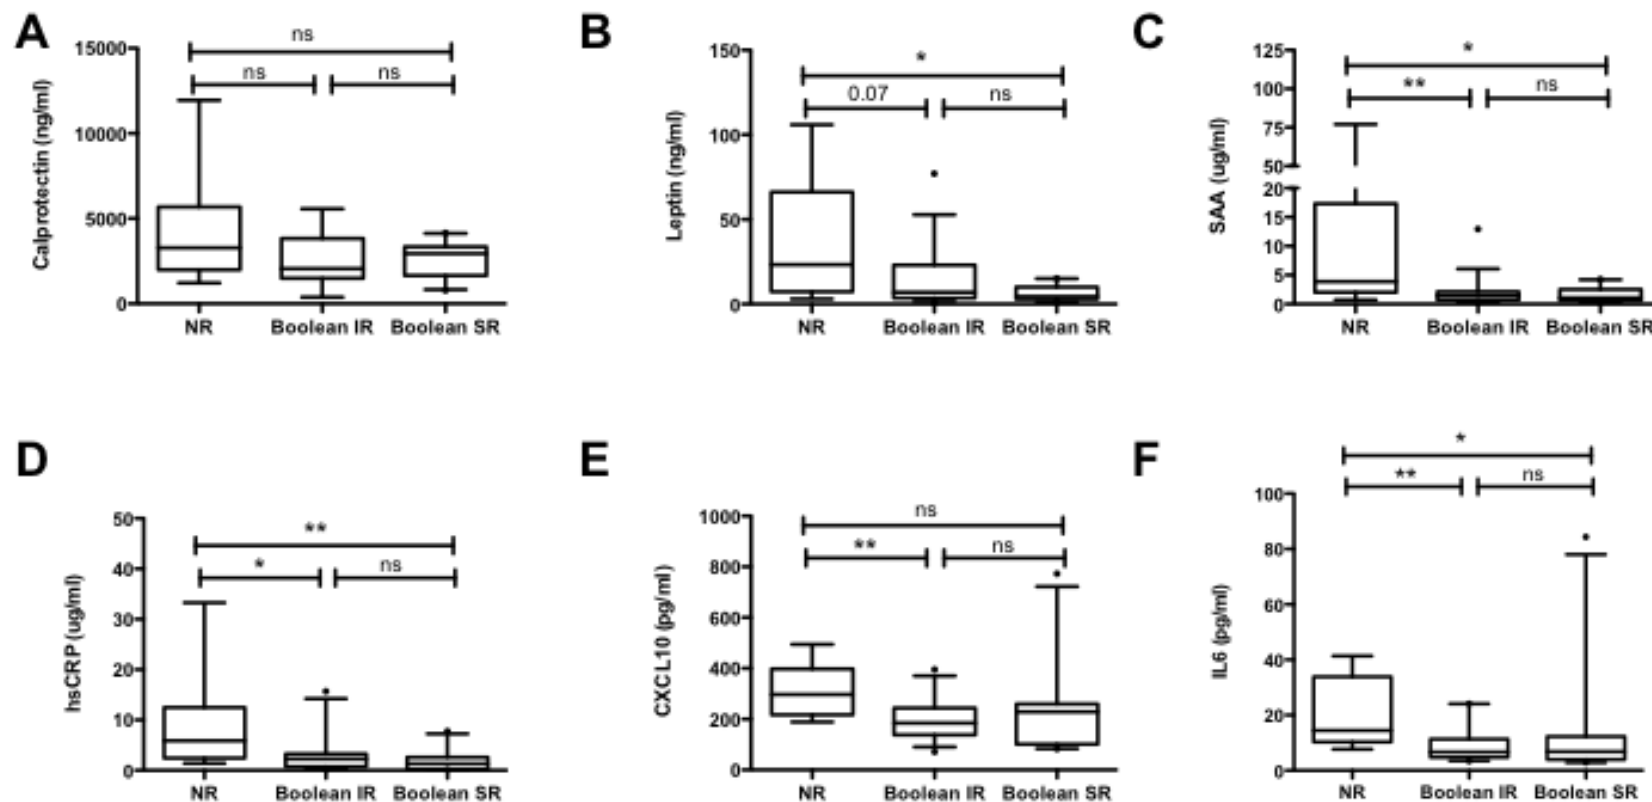 A
Calprotectin (ng/ml)
15000
10000
5000
0
ns
ns
ns
NR
Boolean IR
Boolean SR
B
Leptin (ng/ml)
150
100
50
0
*
0.07
ns
NR
Boolean IR
Boolean SR
C
SAA (ug/ml)
125
100
75
50
20
15
10
5
0
*
**
ns
NR
Boolean IR
Boolean SR
D
hsCRP (ug/ml)
50
40
30
20
10
0
**
*
ns
NR
Boolean IR
Boolean SR
E
CXCL10 (pg/ml)
1000
800
600
400
200
0
ns
**
ns
NR
Boolean IR
Boolean SR
F
IL6 (pg/ml)
100
80
60
40
20
0
*
**
ns
NR
Boolean IR
Boolean SR